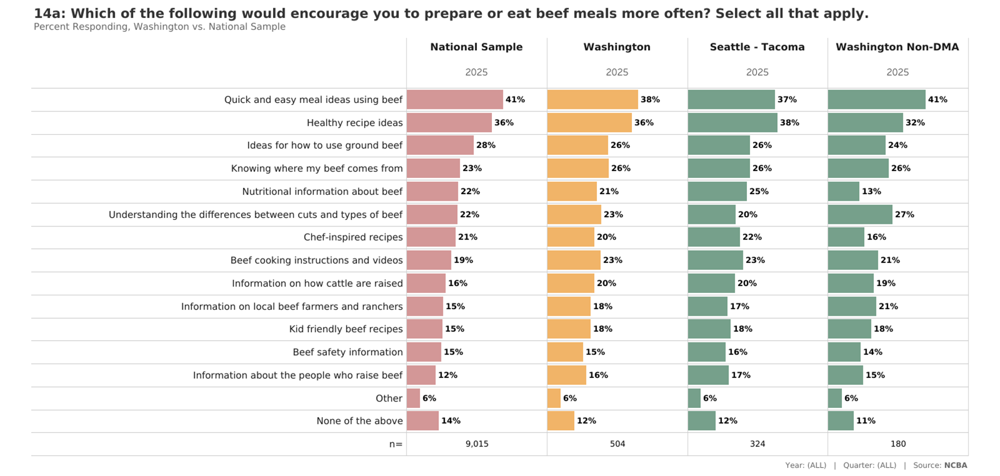 14a: Which of the following would encourage you to prepare or eat beef meals more often? Select all that apply.
Percent Responding, Washington vs. National Sample
National Sample Washington Seattle - Tacoma Washington Non-DMA
2025 2025 2025 2025
Quick and easy meal ideas using beef 41% 38% 37% 41%
Healthy recipe ideas 36% 36% 38% 32%
Ideas for how to use ground beef 28% 26% 26% 24%
Knowing where my beef comes from 23% 26% 26% 26%
Nutritional information about beef 22% 21% 25% 13%
Understanding the differences between cuts and types of beef 22% 23% 20% 27%
Chef-inspired recipes 21% 20% 22% 16%
Beef cooking instructions and videos 19% 23% 23% 21%
Information on how cattle are raised 16% 20% 20% 19%
Information on local beef farmers and ranchers 15% 18% 17% 21%
Kid friendly beef recipes 15% 18% 18% 18%
Beef safety information 15% 15% 16% 14%
Information about the people who raise beef 12% 16% 17% 15%
Other 6% 6% 6% 6%
None of the above 14% 12% 12% 11%
n= 9,015 504 324 180
Year: (ALL) | Quarter: (ALL) | Source: NCBA